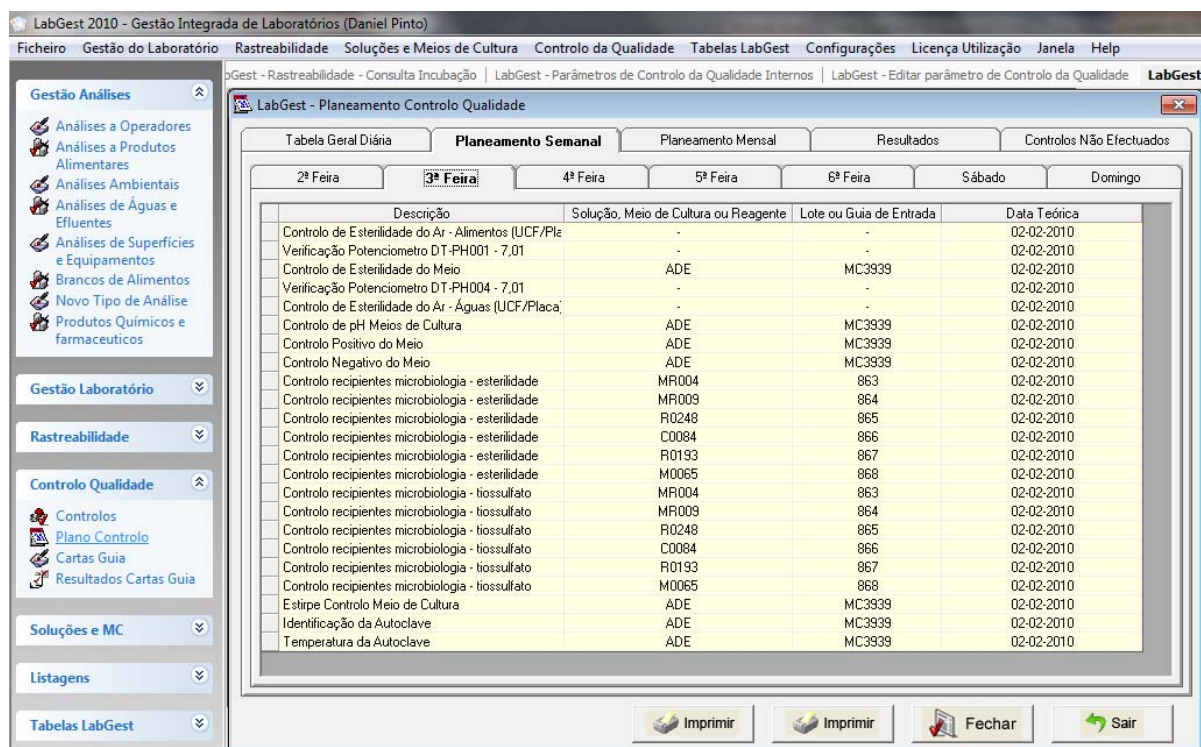 LabGest 2010 - Gestão Integrada de Laboratórios (Daniel Pinto)
Ficheiro Gestão do Laboratório Rastreabilidade Soluções e Meios de Cultura Controlo da Qualidade Tabelas LabGest Configurações Licença Utilização Janela Help
bGest - Rastreabilidade - Consulta Incubação | LabGest - Parâmetros de Controlo da Qualidade Internos | LabGest - Editar parâmetro de Controlo da Qualidade LabGest
Gestão Análises
Análises a Operadores
Análises a Produtos
Alimentares
Análises Ambientais
Análises de Águas e
Efluentes
Análises de Superfícies
e Equipamentos
Brancos de Alimentos
Novo Tipo de Análise
Produtos Químicos e
farmaceuticos
Gestão Laboratório
Rastreabilidade
Controlo Qualidade
Controlos
Plano Controlo
Cartas Guia
Resultados Cartas Guia
Soluções e MC
Listagens
Tabelas LabGest
LabGest - Planeamento Controlo Qualidade
Tabela Geral Diária Planeamento Semanal Planeamento Mensal Resultados Controlos Não Efectuados
2ª Feira 3ª Feira 4ª Feira 5ª Feira 6ª Feira Sábado Domingo
Descrição Solução, Meio de Cultura ou Reagente Lote ou Guia de Entrada Data Teórica
Controlo de Esterilidade do Ar - Alimentos (UCF/Pla - - 02-02-2010
Verificação Potenciometro DT-PH001 - 7,01 - - 02-02-2010
Controlo de Esterilidade do Meio ADE MC3939 02-02-2010
Verificação Potenciometro DT-PH004 - 7,01 - - 02-02-2010
Controlo de Esterilidade do Ar - Águas (UCF/Placa) - - 02-02-2010
Controlo de pH Meios de Cultura ADE MC3939 02-02-2010
Controlo Positivo do Meio ADE MC3939 02-02-2010
Controlo Negativo do Meio ADE MC3939 02-02-2010
Controlo recipientes microbiologia - esterilidade MR004 863 02-02-2010
Controlo recipientes microbiologia - esterilidade MR009 864 02-02-2010
Controlo recipientes microbiologia - esterilidade R0248 865 02-02-2010
Controlo recipientes microbiologia - esterilidade C0084 866 02-02-2010
Controlo recipientes microbiologia - esterilidade R0193 867 02-02-2010
Controlo recipientes microbiologia - esterilidade M0065 868 02-02-2010
Controlo recipientes microbiologia - tiossulfato MR004 863 02-02-2010
Controlo recipientes microbiologia - tiossulfato MR009 864 02-02-2010
Controlo recipientes microbiologia - tiossulfato R0248 865 02-02-2010
Controlo recipientes microbiologia - tiossulfato C0084 866 02-02-2010
Controlo recipientes microbiologia - tiossulfato R0193 867 02-02-2010
Controlo recipientes microbiologia - tiossulfato M0065 868 02-02-2010
Estirpe Controlo Meio de Cultura ADE MC3939 02-02-2010
Identificação da Autoclave ADE MC3939 02-02-2010
Temperatura da Autoclave ADE MC3939 02-02-2010
Imprimir Imprimir Fechar Sair